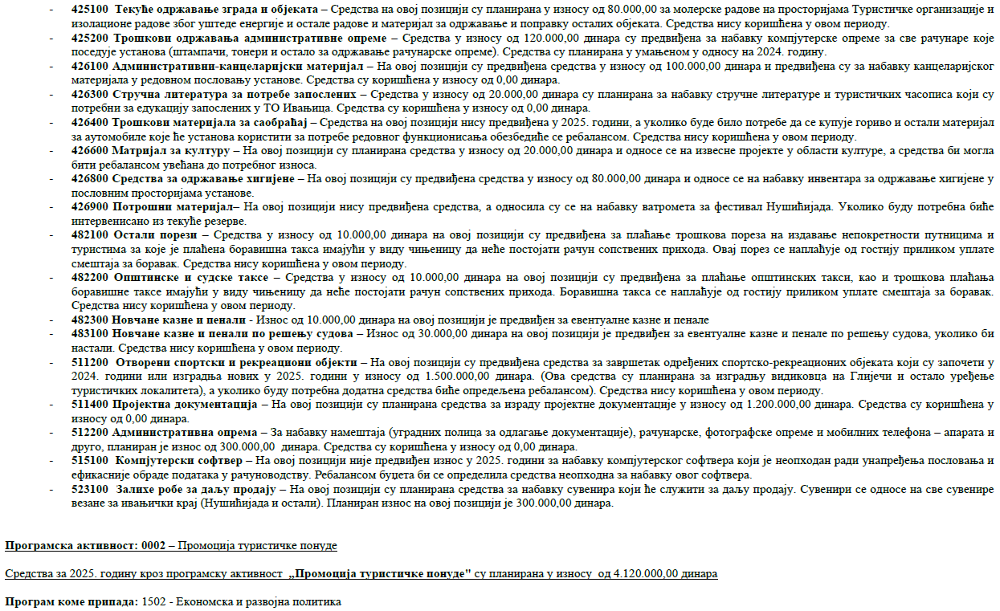 - 425100 Текуће одржавање зграда и објеката – Средства на овој позицији су планирана у износу од 80.000,00 за молерске радове на просторијама Туристичке организације и
изолационе радове због уштеде енергије и остале радове и материјал за одржавање и поправку осталих објеката. Средства нису коришћена у овом периоду.
- 425200 Трошкови одржавања административне опреме – Средства у износу од 120.000 динара су предвиђена за набавку компјутерске опреме за све рачунаре које
поседује установа (штампачи, тонери и остало за одржавање рачунарске опреме). Средства су планирана у умањеном у односу на 2024. годину.
- 426100 Административни-канцеларијски материјал – На овој позицији су предвиђена средства у износу од 100.000,00 динара и предвиђена су за набавку канцеларијског
материјала у редовном пословању установе. Средства су коришћена у износу од 0,00 динара.
- 426300 Стручна литература за потребе запослених – Средства у износу од 20.000,00 динара су планирана за набавку стручне литературе и туристичких часописа који су
потребни за едукацију запослених у ТО Ивањица. Средства су коришћена у износу од 0,00 динара.
- 426400 Трошкови материјала за саобраћај – Средства на овој позицији нису предвиђена у 2025. години, а уколико буде било потребе да се купује гориво и остали материјал
за аутомобиле које ће установа користити за потребе редовног функционисања обезбедиће се ребалансом. Средства нису коришћена у овом периоду.
- 426600 Матријал за културу – На овој позицији су планирана средства у износу од 20.000,00 динара и односе се на извесне пројекте у области културе, а средства би могла
бити ребалансом увећана до потребног износа.
- 426800 Средства за одржавање хигијене – На овој позицији су предвиђена средства у износу од 80.000,00 динара и односе се на набавку инвентара за одржавање хигијене у
пословним просторијама установе.
- 426900 Потрошни материјал– На овој позицији нису предвиђена средства, а односила су се на набавку ватромета за фестивал Нушићијада. Уколико буду потребна биће
интервенисано из текуће резерве.
- 482100 Остали порези – Средства у износу од 10.000,00 динара на овој позицији су предвиђена за плаћање трошкова пореза на издавање непокретности путницима и
туристима за које је плаћена боравишна такса имајући у виду чињеницу да неће постојати рачун сопствених прихода. Овај порез се наплаћује од гостију приликом уплате
смештаја за боравак. Средства нису коришћена у овом периоду.
- 482200 Општинске и судске таксе – Средства у износу од 10.000,00 динара на овој позицији су предвиђена за плаћање општинских такси, као и трошкова плаћања
боравишне таксе имајући у виду чињеницу да неће постојати рачун сопствених прихода. Боравишна такса се наплаћује од гостију приликом уплате смештаја за боравак.
Средства нису коришћена у овом периоду.
- 482300 Новчане казне и пенали - Износ од 10.000,00 динара на овој позицији је предвиђен за евентуалне казне и пенале
- 483100 Новчане казне и пенали по решењу судова – Износ од 30.000,00 динара на овој позицији је предвиђен за евентуалне казне и пенале по решењу судова, уколико би
настали. Средства нису коришћена у овом периоду.
- 511200 Отворени спортски и рекреациони објекти – На овој позицији су предвиђена средства за завршетак одређених спортско-рекреационих објеката који су започети у
2024. години или изградња нових у 2025. години у износу од 1.500.000,00 динара. (Ова средства су планирана за изградњу видиковца на Глијечи и остало уређење
туристичких локалитета), а уколико буду потребна додатна средства биће опредељена ребалансом). Средства нису коришћена у овом периоду.
- 511400 Пројектна документација – На овој позицији су планирана средства за израду пројектне документације у износу од 1.200.000,00 динара. Средства су коришћена у
износу од 0,00 динара.
- 512200 Административна опрема – За набавку намештаја (уградних полица за одлагање документације), рачунарске, фотографске опреме и мобилних телефона – апарата и
друго, планиран је износ од 300.000,00 динара. Средства су коришћена у износу од 0,00 динара.
- 515100 Компјутерски софтвер – На овој позицији није предвиђен износ у 2025. години за набавку компјутерског софтвера који је неопходан ради унапређења пословања и
ефикасније обраде података у рачуноводству. Ребалансом буџета би се определила средства неопходна за набавку овог софтвера.
- 523100 Залихе робе за даљу продају – На овој позицији су планирана средства за набавку сувенира који ће служити за даљу продају. Сувенири се односе на све сувенире
везане за ивањички крај (Нушићијада и остали). Планиран износ на овој позицији је 300.000,00 динара.
Програмска активност: 0002 – Промоција туристичке понуде
Средства за 2025. годину кроз програмску активност „Промоција туристичке понуде" су планирана у износу од 4.120.000,00 динара
Програм коме припада: 1502 - Економска и развојна политика